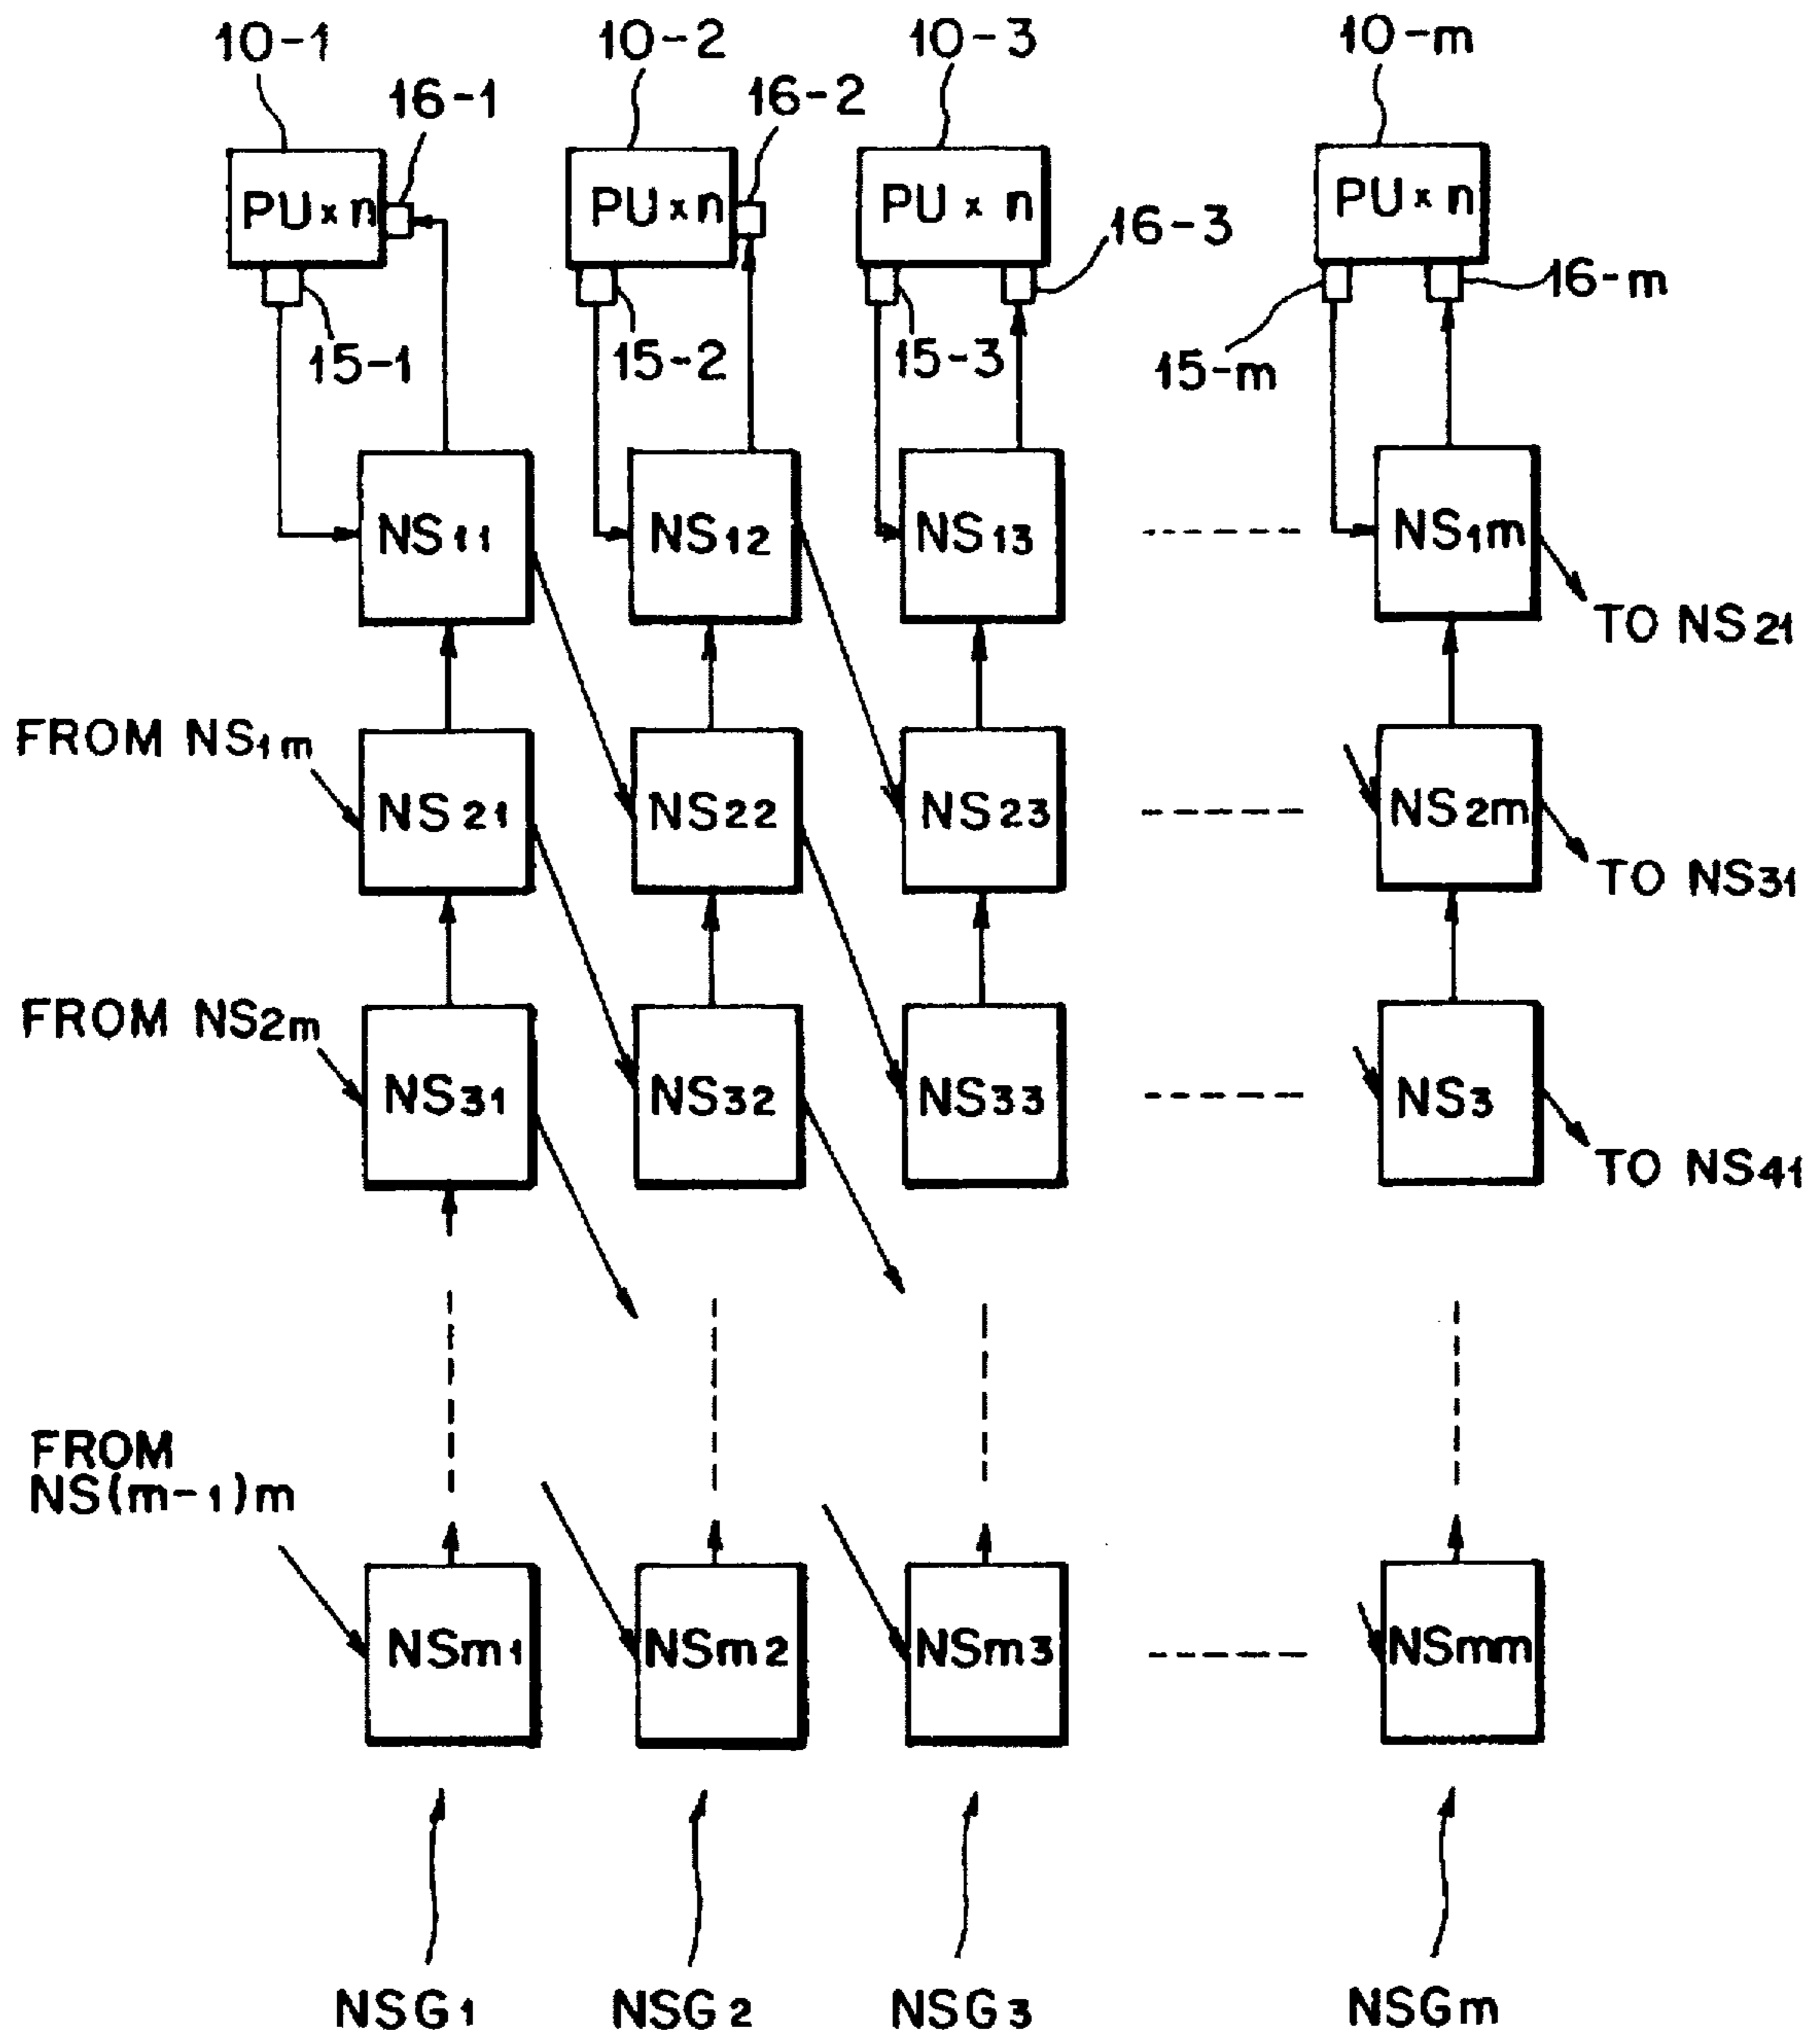 10-1
10-2
10-3
10-m
16-1
16-2
PU×n
PU×n
PU×n
PU×n
16-3
16-m
15-1
15-2
15-3
15-m
NS11
NS12
NS13
NS1m
TO NS21
FROM NS1m
NS21
NS22
NS23
NS2m
TO NS31
FROM NS2m
NS31
NS32
NS33
NS3
TO NS41
FROM
NS(m-1)m
NSm1
NSm2
NSm3
NSmm
NSG1
NSG2
NSG3
NSGm